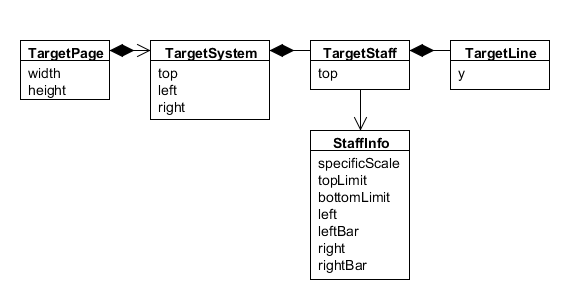 TargetPage
width
height
TargetSystem
top
left
right
TargetStaff
top
TargetLine
y
StaffInfo
specificScale
topLimit
bottomLimit
left
leftBar
right
rightBar